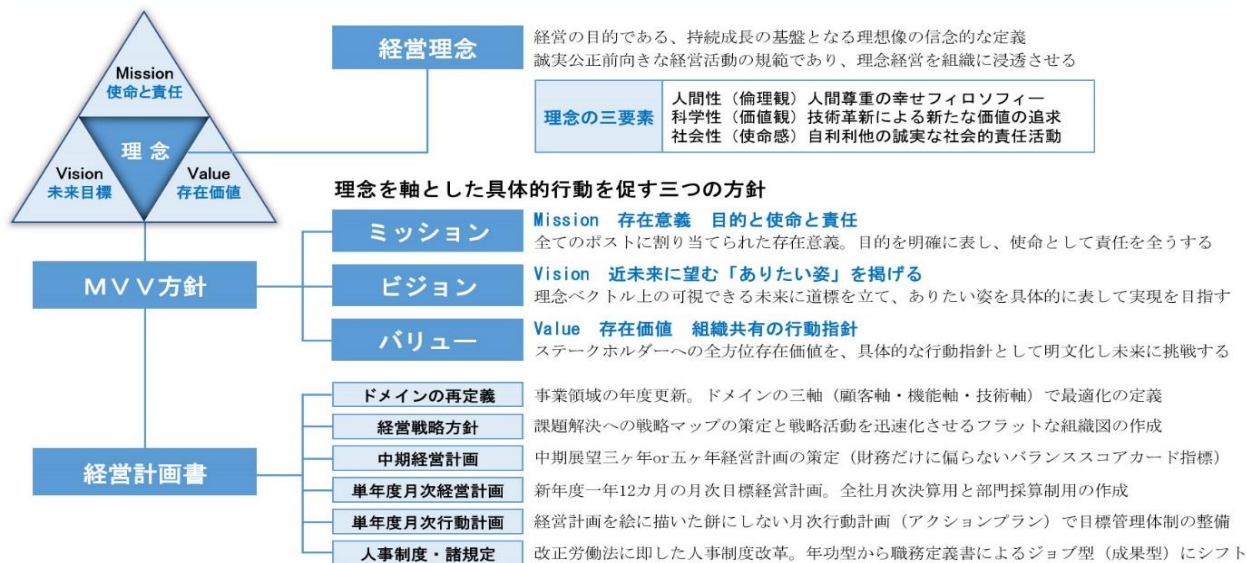 Mission
使命と責任
理念
Vision
未来目標
Value
存在価値
経営理念
経営の目的である、持続成長の基盤となる理想像の信念的な定義
誠実公正前向きな経営活動の規範であり、理念経営を組織に浸透させる
理念の三要素
人間性（倫理観）人間尊重の幸せフィロソフィー
科学性（価値観）技術革新による新たな価値の追求
社会性（使命感）自利利他の誠実な社会的責任活動
理念を軸とした具体的行動を促す三つの方針
MVV方針
ミッション
Mission 存在意義 目的と使命と責任
全てのポストに割り当てられた存在意義。目的を明確に表し、使命として責任を全うする
ビジョン
Vision 近未来に望む「ありたい姿」を掲げる
理念ベクトル上の可視できる未来に道標を立て、ありたい姿を具体的に表して実現を目指す
バリュー
Value 存在価値 組織共有の行動指針
ステークホルダーへの全方位存在価値を、具体的な行動指針として明文化し未来に挑戦する
経営計画書
ドメインの再定義
事業領域の年度更新。ドメインの三軸（顧客軸・機能軸・技術軸）で最適化の定義
経営戦略方針
課題解決への戦略マップの策定と戦略活動を迅速化させるフラットな組織図の作成
中期経営計画
中期展望三ヶ年or五ヶ年経営計画の策定（財務だけに偏らないバランススコアカード指標）
単年度月次経営計画
新年度一年12カ月の月次目標経営計画。全社月次決算用と部門採算制用の作成
単年度月次行動計画
経営計画を絵に描いた餅にしない月次行動計画（アクションプラン）で目標管理体制の整備
人事制度・諸規定
改正労働法に即した人事制度改革。年功型から職務定義書によるジョブ型（成果型）にシフト